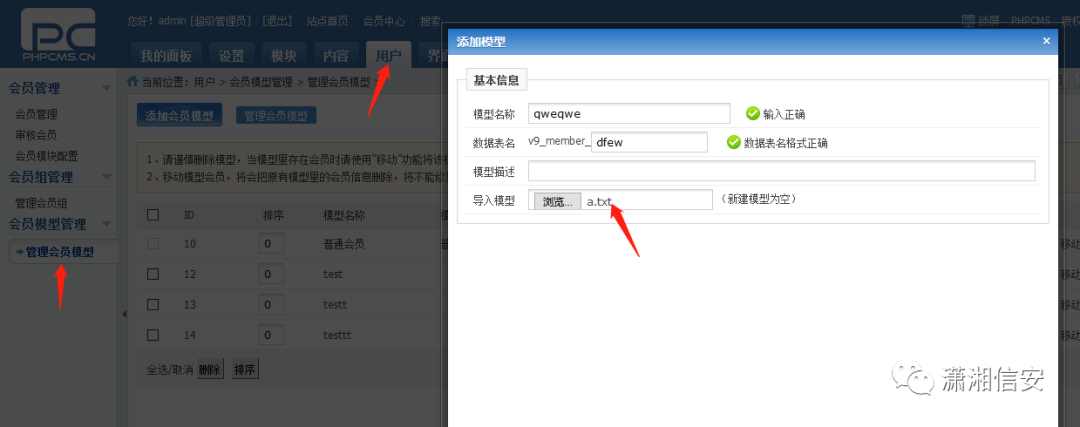 PHPCMS.CN
您好！admin [超级管理员] [退出] 站点首页 会员中心 搜索
锁屏 PHPCMS 授权
我的面板 设置 模块 内容 用户 界面
当前位置：用户 > 会员模型管理 > 管理会员模型 >
会员管理
会员管理
审核会员
会员模块配置
会员组管理
管理会员组
会员模型管理
管理会员模型
添加会员模型 管理会员模型
1、请谨慎删除模型，当模型里存在会员时请使用"移动"功能将该模
2、移动模型会员，将会把原有模型里的会员信息删除，将不能修
ID 排序 模型名称
10 0 普通会员
12 0 test 移动
13 0 testt 移动
14 0 testtt 移动
全选/取消 删除 排序
添加模型 ×
基本信息
模型名称 qweqwe 输入正确
数据表名 v9_member_ dfew 数据表名格式正确
模型描述
导入模型 浏览... a.txt （新建模型为空）
潇湘信安